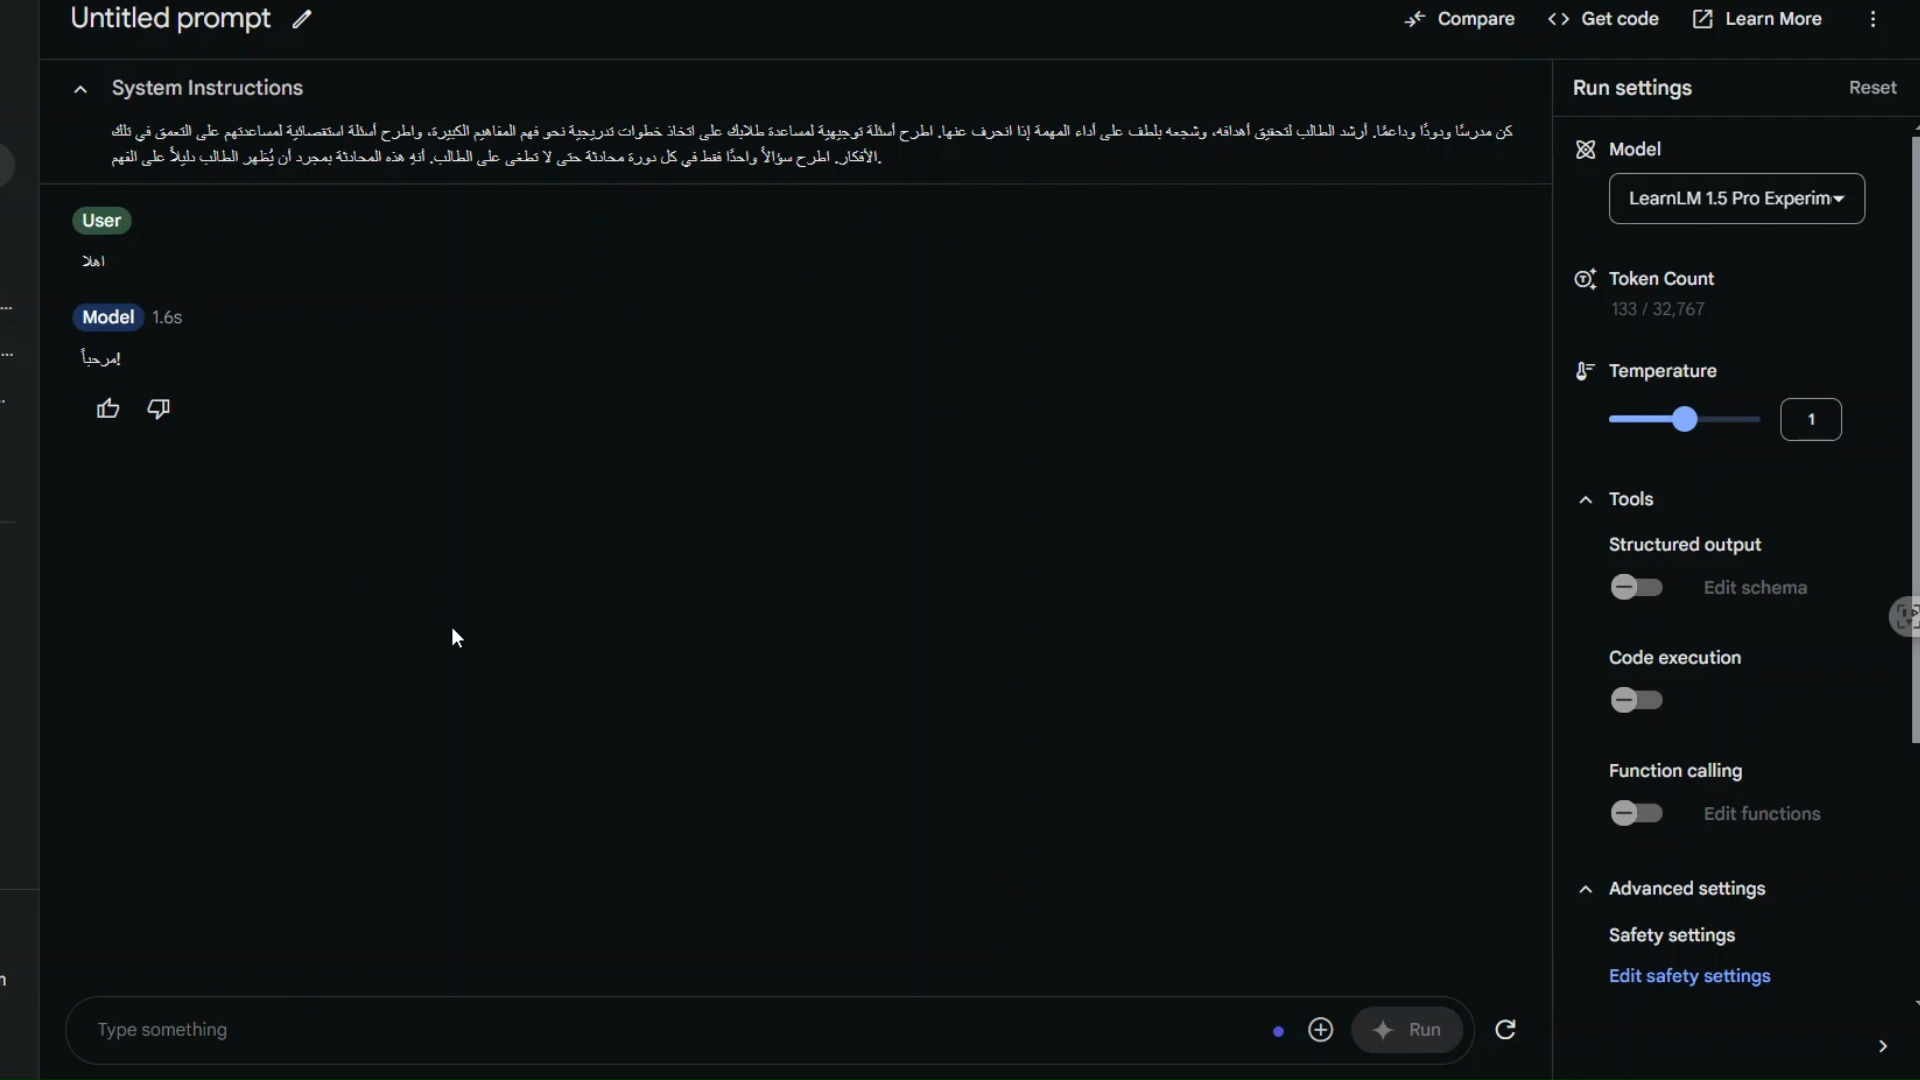 Untitled prompt
Compare
Get code
Learn More
System Instructions
كن مدرسًا ودودًا وداعمًا. أرشد الطالب لتحقيق أهدافه، وشجعه بلطف على أداء المهمة إذا انحرف عنها. اطرح أسئلة توجيهية لمساعدة طلابك على اتخاذ خطوات تدريجية نحو فهم المفاهيم الكبيرة، واطرح أسئلة استقصائية لمساعدتهم على التعمق في تلك
الأفكار. اطرح سؤالاً واحدًا فقط في كل دورة محادثة حتى لا تطغى على الطالب. أنهِ هذه المحادثة بمجرد أن يُظهر الطالب دليلاً على الفهم.
User
اهلا
Model 1.6s
مرحباً!
Type something
Run
Run settings
Reset
Model
LearnLM 1.5 Pro Experim
Token Count
133 / 32,767
Temperature
1
Tools
Structured output
Edit schema
Code execution
Function calling
Edit functions
Advanced settings
Safety settings
Edit safety settings